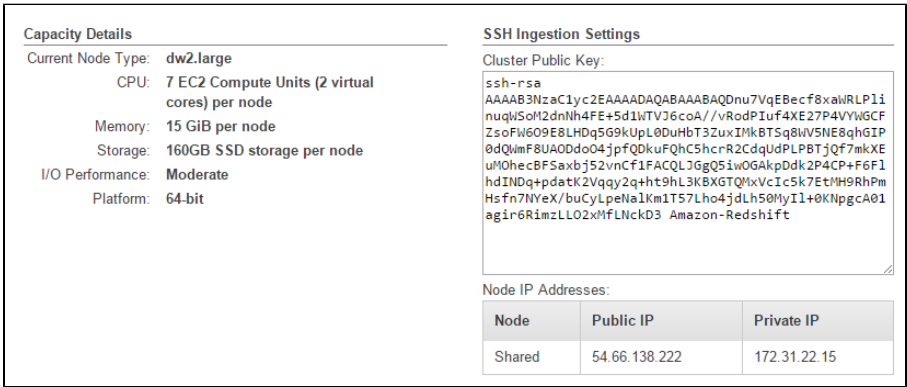 Capacity Details
Current Node Type: dw2.large
CPU: 7 EC2 Compute Units (2 virtual
cores) per node
Memory: 15 GiB per node
Storage: 160GB SSD storage per node
I/O Performance: Moderate
Platform: 64-bit
SSH Ingestion Settings
Cluster Public Key:
ssh-rsa
AAAAB3NzaC1yc2EAAAADAQABAAABAQDnu7VqEBecf8xaWRLPli
nuqWSoM2dnNh4FE+5d1WTVJ6coA//vRodPIuf4XE27P4VYWGCF
ZsoFW6O9E8LHDq5G9kUpL0DuHbT3ZuxIMkBTSq8WV5NE8qhGIP
0dQWmF8UAODdoO4jpfQDkuFQhC5hcrR2CdqUdPLPBTjQf7mkXE
uMOhecBFSaxbj52vnCf1FACQLJGgQ5iwOGAkpDdk2P4CP+F6Fl
hdINDq+pdatK2Vqqy2q+ht9hL3KBXGTQMxVcIc5k7EtMH9RhPm
Hsfn7NYeX/buCyLpeNalKm1T57Lho4jdLh50MyIl+0KNpgcA01
agir6RimzLLO2xMfLNckD3 Amazon-Redshift
Node IP Addresses:
Node Public IP Private IP
Shared 54.66.138.222 172.31.22.15